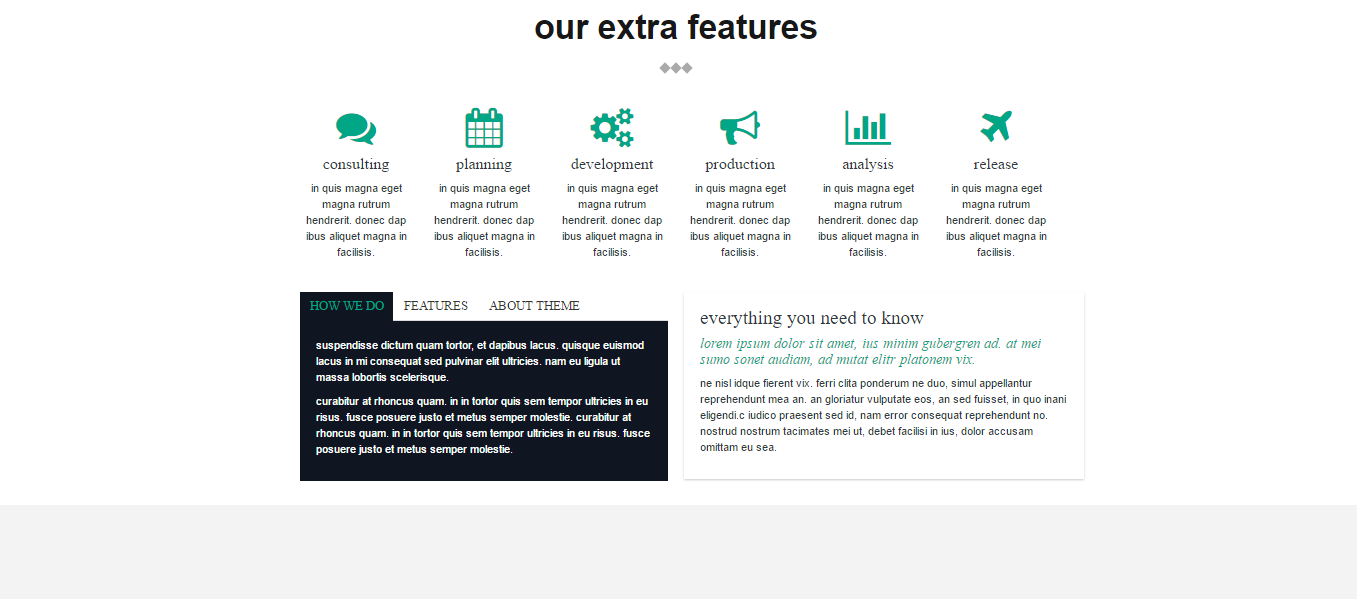 our extra features
consulting
in quis magna eget
magna rutrum
hendrerit. donec dap
ibus aliquet magna in
facilisis.
planning
in quis magna eget
magna rutrum
hendrerit. donec dap
ibus aliquet magna in
facilisis.
development
in quis magna eget
magna rutrum
hendrerit. donec dap
ibus aliquet magna in
facilisis.
production
in quis magna eget
magna rutrum
hendrerit. donec dap
ibus aliquet magna in
facilisis.
analysis
in quis magna eget
magna rutrum
hendrerit. donec dap
ibus aliquet magna in
facilisis.
release
in quis magna eget
magna rutrum
hendrerit. donec dap
ibus aliquet magna in
facilisis.
HOW WE DO FEATURES ABOUT THEME
suspendisse dictum quam tortor, et dapibus lacus. quisque euismod
lacus in mi consequat sed pulvinar elit ultricies. nam eu ligula ut
massa lobortis scelerisque.
curabitur at rhoncus quam. in in tortor quis sem tempor ultricies in eu
risus. fusce posuere justo et metus semper molestie. curabitur at
rhoncus quam. in in tortor quis sem tempor ultricies in eu risus. fusce
posuere justo et metus semper molestie.
everything you need to know
lorem ipsum dolor sit amet, ius minim gubergren ad. at mei
sumo sonet audiam, ad mutat elitr platonem vix.
ne nisl idque fierent vix. ferri clita ponderum ne duo, simul appellantur
reprehendunt mea an. an gloriatur vulputate eos, an sed fuisset, in quo inani
eligendi.c iudico praesent sed id, nam error consequat reprehendunt no.
nostrud nostrum tacimates mei ut, debet facilisi in ius, dolor accusam
omittam eu sea.